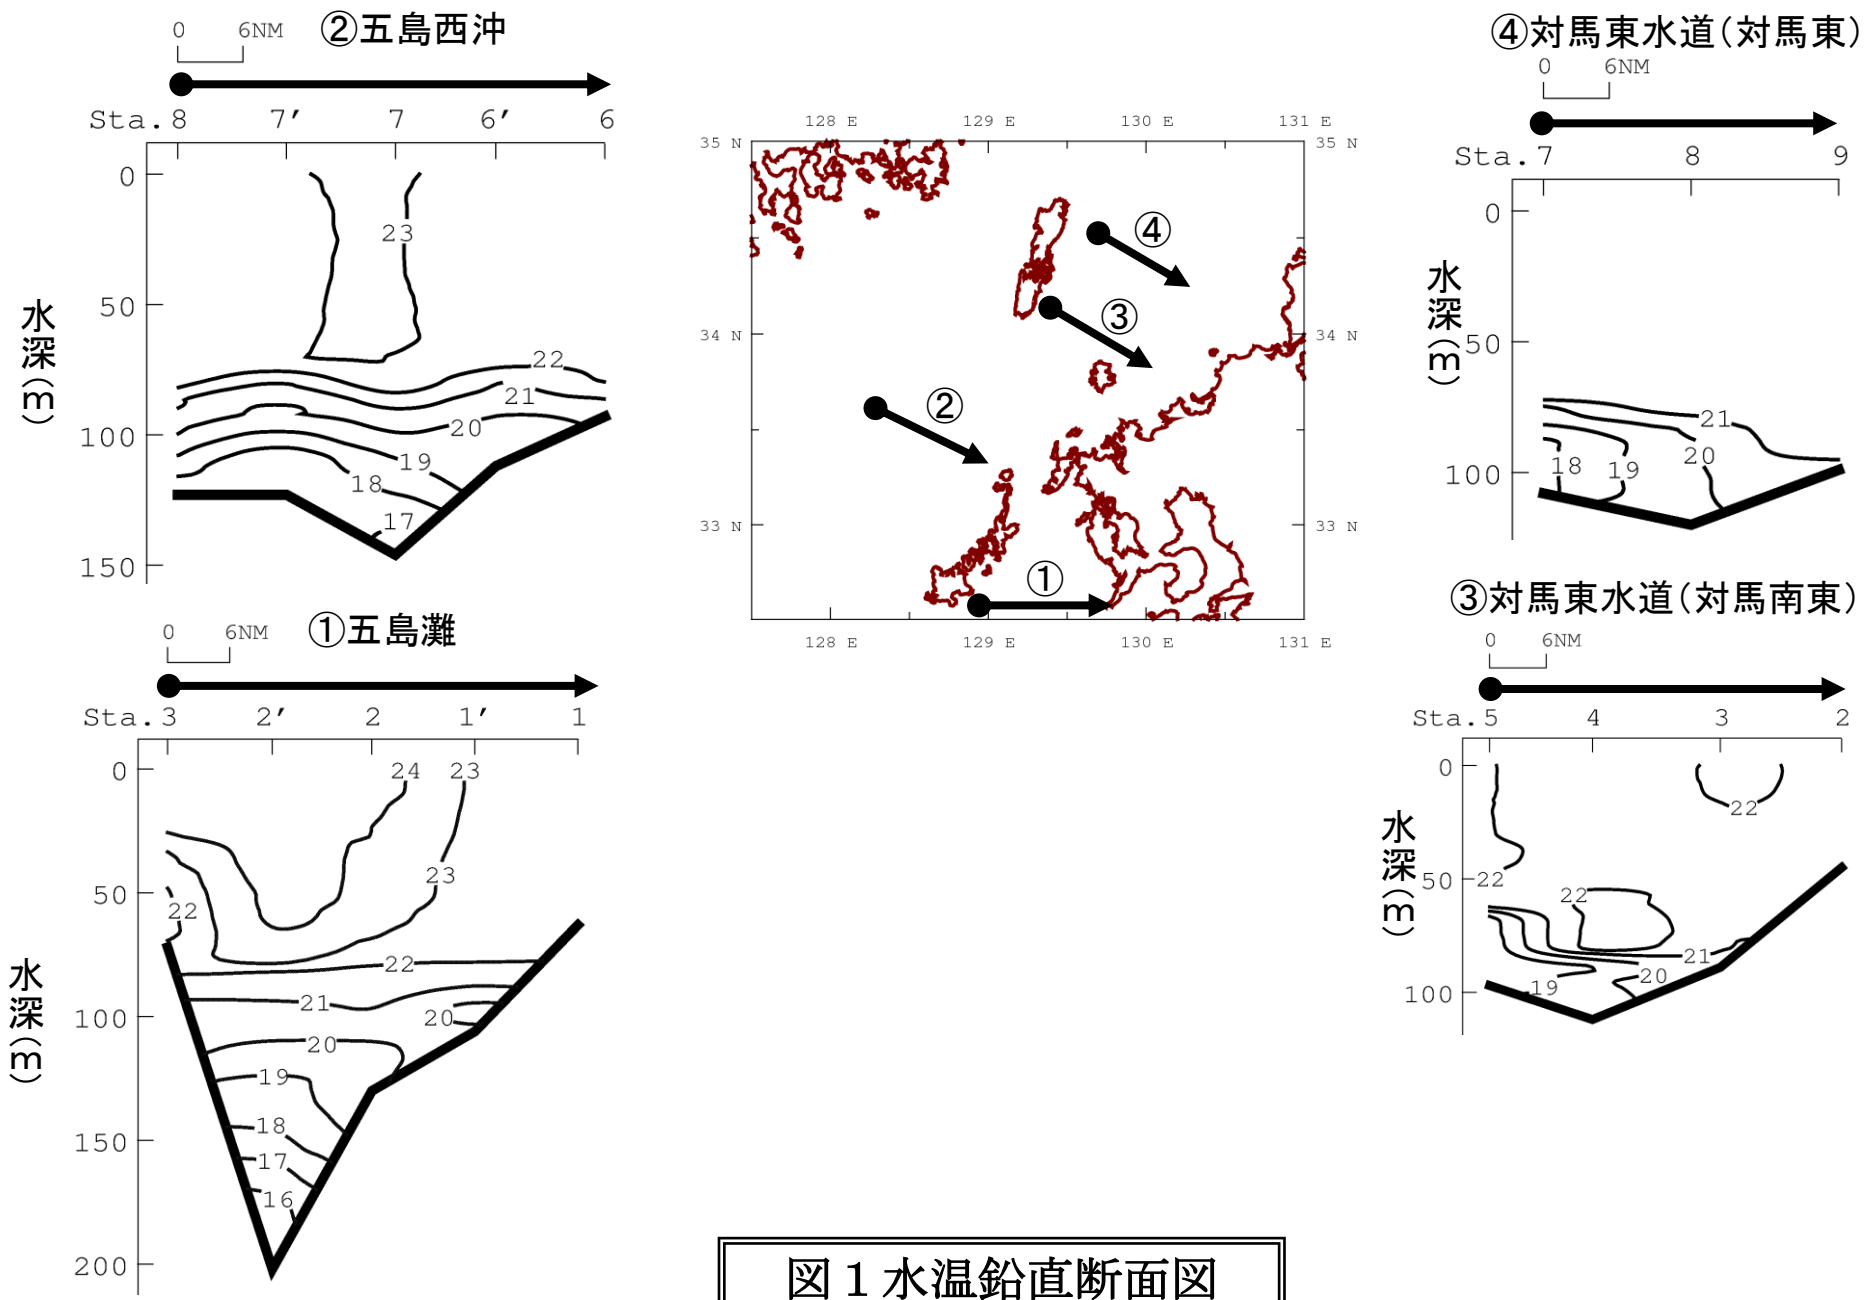 ②五島西沖
0 6NM
Sta.8 7′ 7 6′ 6
水深(m)
0
50
100
150
23
22
21
20
19
18
17
①五島灘
0 6NM
Sta.3 2′ 2 1′ 1
水深(m)
0
50
100
150
200
24 23
23
22
22
21
20
20
19
18
17
16
128 E 129 E 130 E 131 E
35 N 35 N
34 N 34 N
33 N 33 N
128 E 129 E 130 E 131 E
④
③
②
①
④対馬東水道(対馬東)
0 6NM
Sta.7 8 9
水深(m)
0
50
100
21
20
19
18
③対馬東水道(対馬南東)
0 6NM
Sta.5 4 3 2
水深(m)
0
50
100
22
22
22
21
20
19
図1水温鉛直断面図